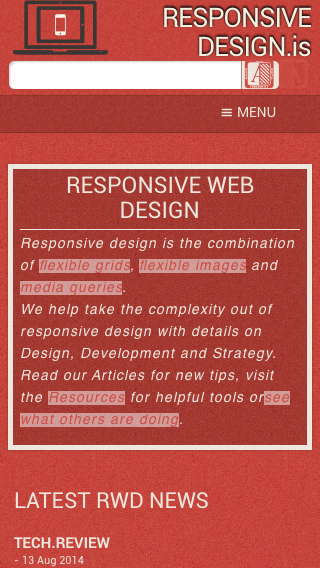 RESPONSIVE
DESIGN.is
≡ MENU
RESPONSIVE WEB
DESIGN
Responsive design is the combination
of flexible grids, flexible images and
media queries.
We help take the complexity out of
responsive design with details on
Design, Development and Strategy.
Read our Articles for new tips, visit
the Resources for helpful tools orsee
what others are doing.
LATEST RWD NEWS
TECH.REVIEW
- 13 Aug 2014